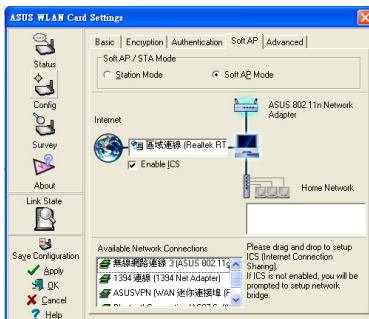 ASUS WLAN Card Settings
Status
Config
Survey
About
Link State
Save Configuration
Apply
OK
Cancel
Help
Basic
Encryption
Authentication
Soft AP
Advanced
Soft AP / STA Mode
Station Mode
Soft AP Mode
Internet
ASUS 802.11n Network
Adapter
區域連線 (Realtek RT
Enable ICS
Home Network
Available Network Connections
無線網路連線 3 (ASUS 802.11g
1394 連線 (1394 Net Adapter)
ASUSVPN (WAN 迷你連接埠 (F
Please drag and drop to setup
ICS (Internet Connection
Sharing).
If ICS is not enabled, you will be
prompted to setup network
bridge.